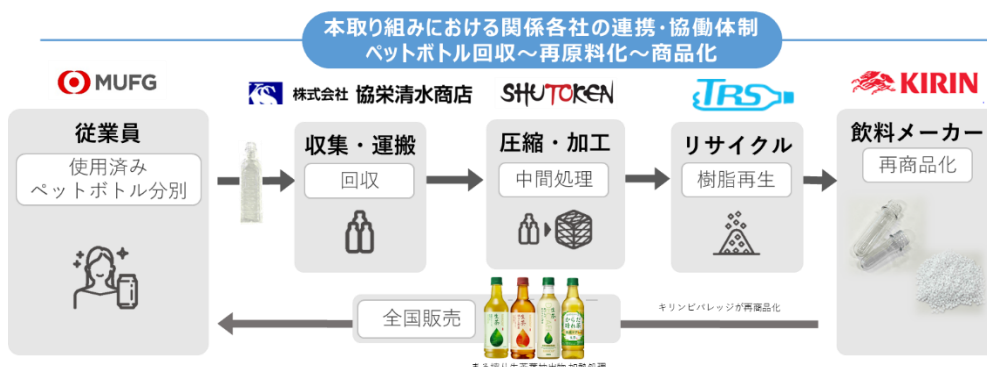 本取り組みにおける関係各社の連携・協働体制
ペットボトル回収～再原料化～商品化
MUFG
株式会社 協栄清水商店
SHUTOKEN
TRS
KIRIN
従業員
使用済み
ペットボトル分別
収集・運搬
回収
圧縮・加工
中間処理
リサイクル
樹脂再生
飲料メーカー
再商品化
全国販売
キリンビバレッジが再商品化